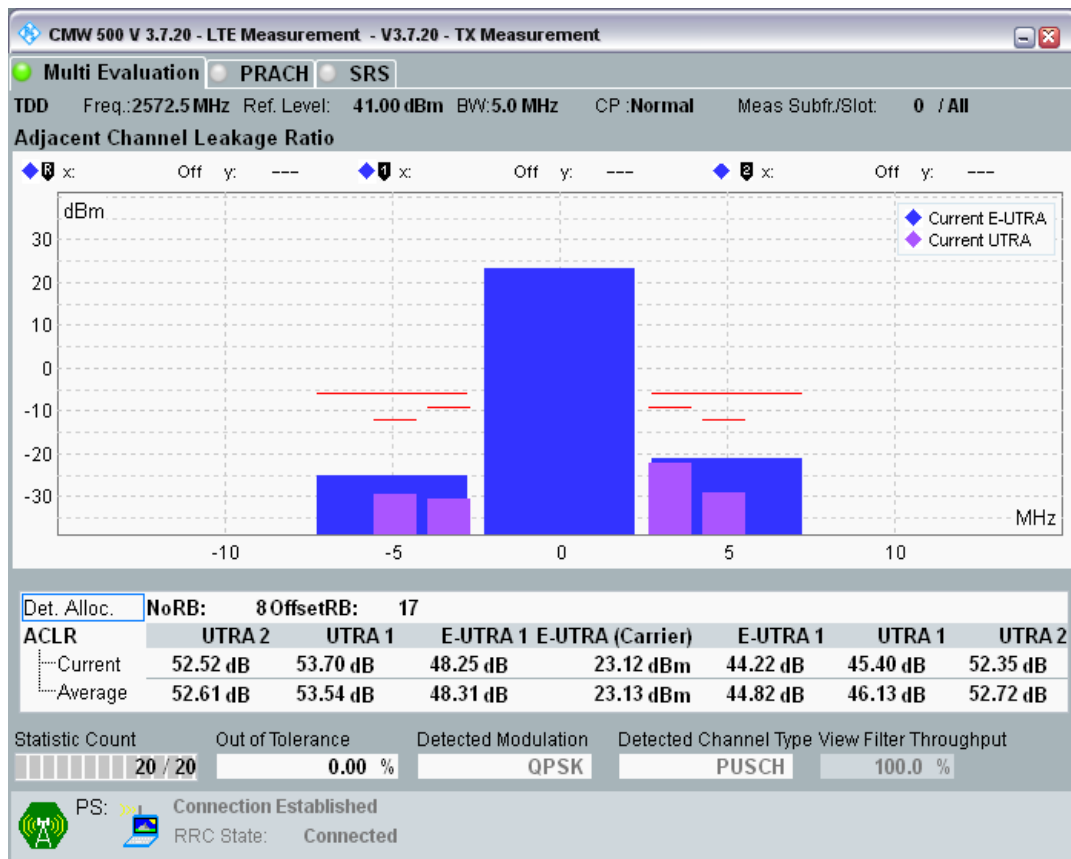 CMW 500 V 3.7.20 - LTE Measurement - V3.7.20 - TX Measurement
Multi Evaluation PRACH SRS
TDD Freq.:2572.5 MHz Ref. Level: 41.00 dBm BW:5.0 MHz CP :Normal Meas Subfr./Slot: 0 / All
Adjacent Channel Leakage Ratio
R x: Off y: --- 1 x: Off y: --- 2 x: Off y: ---
dBm
Current E-UTRA
Current UTRA
30
20
10
0
-10
-20
-30
MHz
-10 -5 0 5 10
Det. Alloc. NoRB: 8 OffsetRB: 17
ACLR UTRA 2 UTRA 1 E-UTRA 1 E-UTRA (Carrier) E-UTRA 1 UTRA 1 UTRA 2
Current 52.52 dB 53.70 dB 48.25 dB 23.12 dBm 44.22 dB 45.40 dB 52.35 dB
Average 52.61 dB 53.54 dB 48.31 dB 23.13 dBm 44.82 dB 46.13 dB 52.72 dB
Statistic Count Out of Tolerance Detected Modulation Detected Channel Type View Filter Throughput
20 / 20 0.00 % QPSK PUSCH 100.0 %
PS: Connection Established
RRC State: Connected